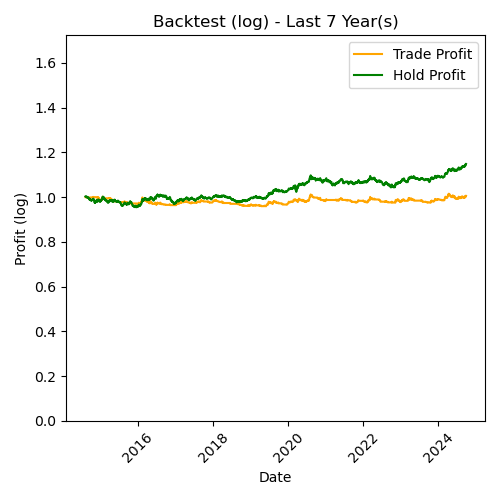 Backtest (log) - Last 7 Year(s)
Trade Profit
Hold Profit
Profit (log)
1.6
1.4
1.2
1.0
0.8
0.6
0.4
0.2
0.0
2016
2018
2020
2022
2024
Date